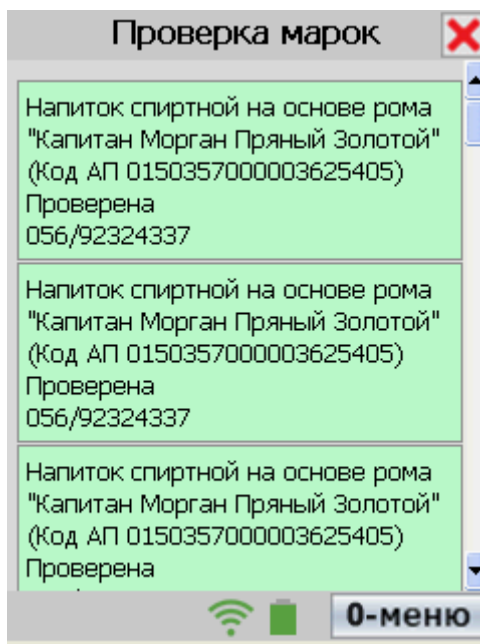 Проверка марок
Напиток спиртной на основе рома
"Капитан Морган Пряный Золотой"
(Код АП 0150357000003625405)
Проверена
056/92324337
Напиток спиртной на основе рома
"Капитан Морган Пряный Золотой"
(Код АП 0150357000003625405)
Проверена
056/92324337
Напиток спиртной на основе рома
"Капитан Морган Пряный Золотой"
(Код АП 0150357000003625405)
Проверена
0-меню